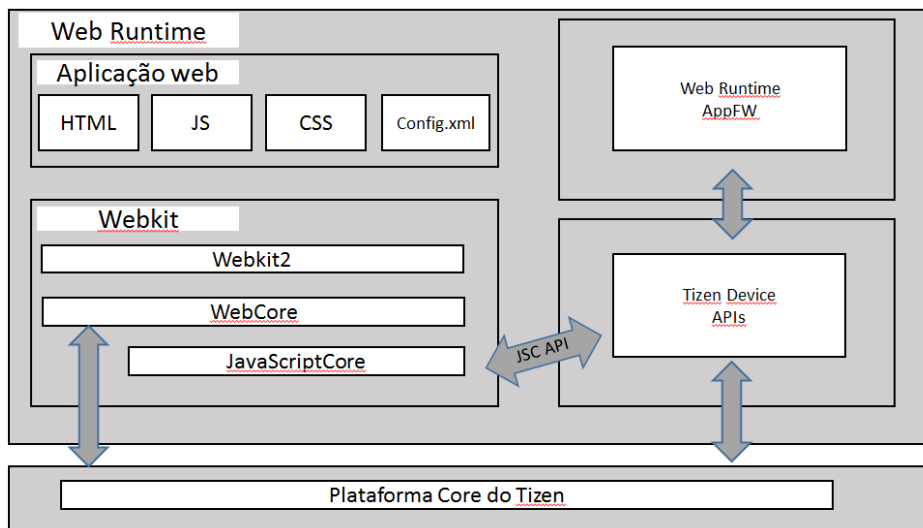 Web Runtime
Aplicação web
HTML
JS
CSS
Config.xml
Web Runtime
AppFW
Webkit
Webkit2
WebCore
JavaScriptCore
JSC API
Tizen Device
APIs
Plataforma Core do Tizen